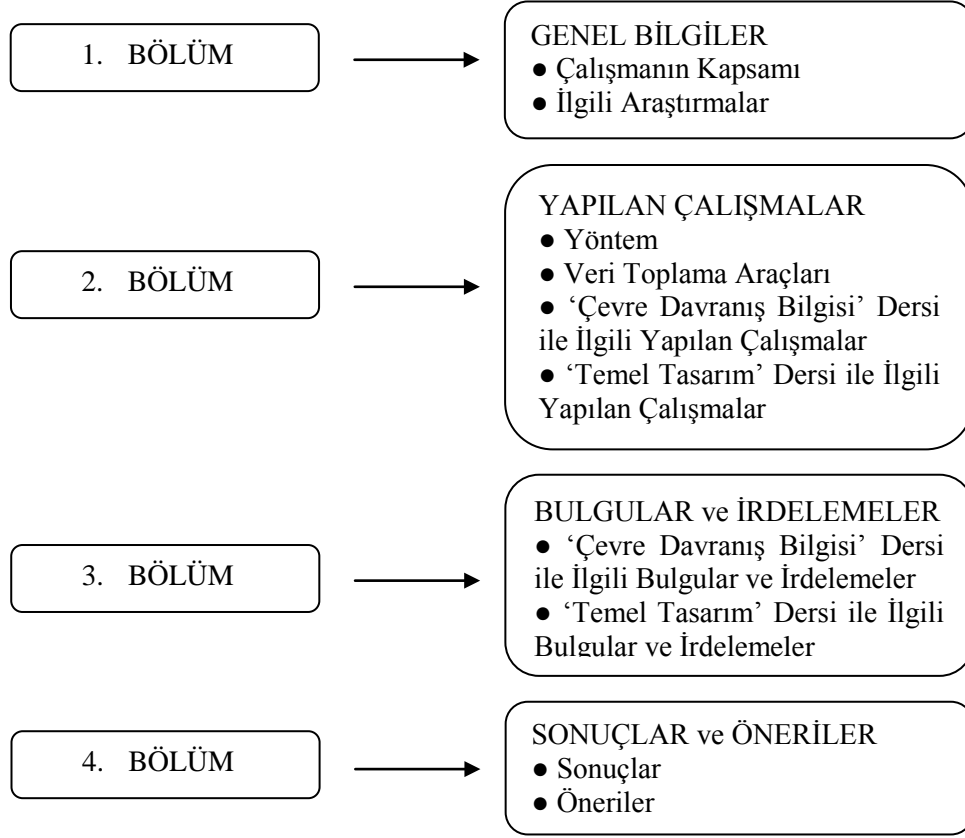 1. BÖLÜM
GENEL BİLGİLER
● Çalışmanın Kapsamı
● İlgili Araştırmalar
2. BÖLÜM
YAPILAN ÇALIŞMALAR
● Yöntem
● Veri Toplama Araçları
● ‘Çevre Davranış Bilgisi’ Dersi
ile İlgili Yapılan Çalışmalar
● ‘Temel Tasarım’ Dersi ile İlgili
Yapılan Çalışmalar
3. BÖLÜM
BULGULAR ve İRDELEMELER
● ‘Çevre Davranış Bilgisi’ Dersi
ile İlgili Bulgular ve İrdelemeler
● ‘Temel Tasarım’ Dersi ile İlgili
Bulgular ve İrdelemeler
4. BÖLÜM
SONUÇLAR ve ÖNERİLER
● Sonuçlar
● Öneriler